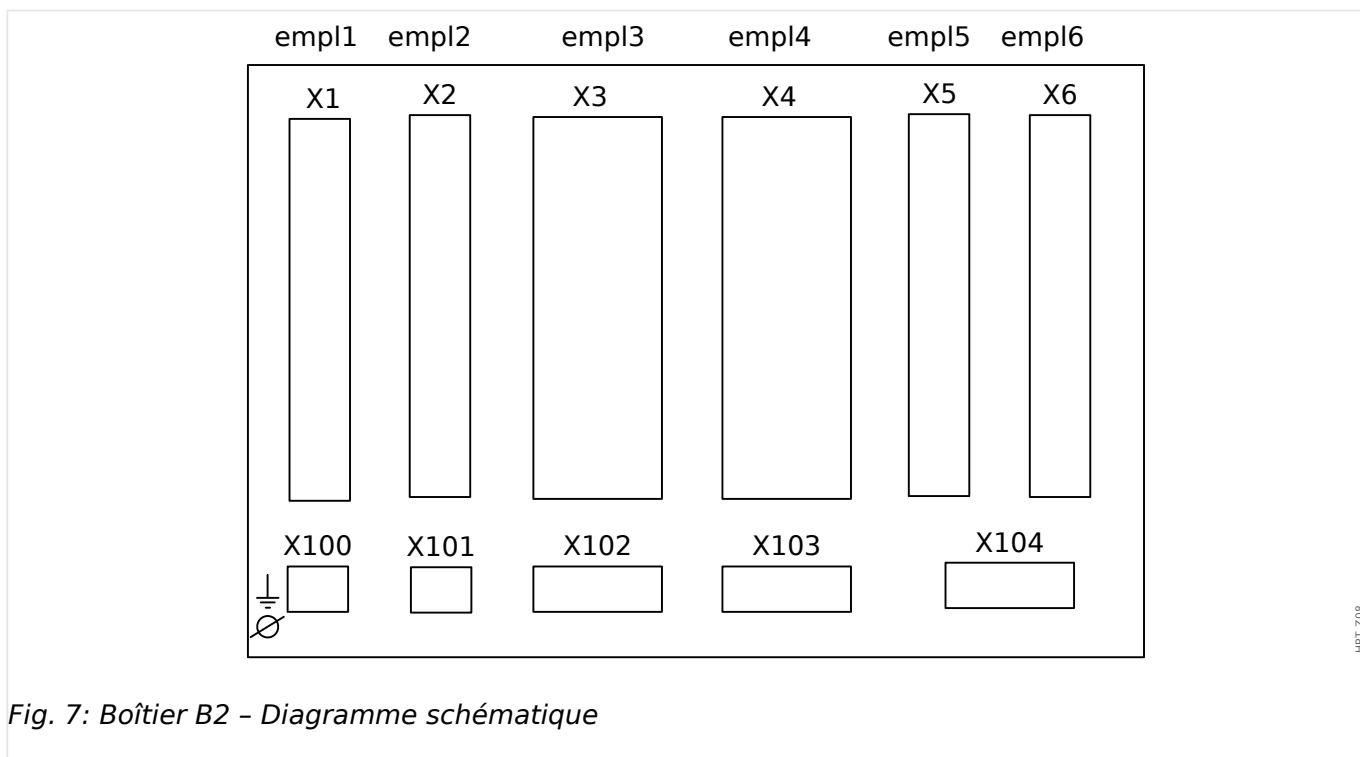 empl1 empl2 empl3 empl4 empl5 empl6
X1 X2 X3 X4 X5 X6
X100 X101 X102 X103 X104
Fig. 7: Boîtier B2 – Diagramme schématique